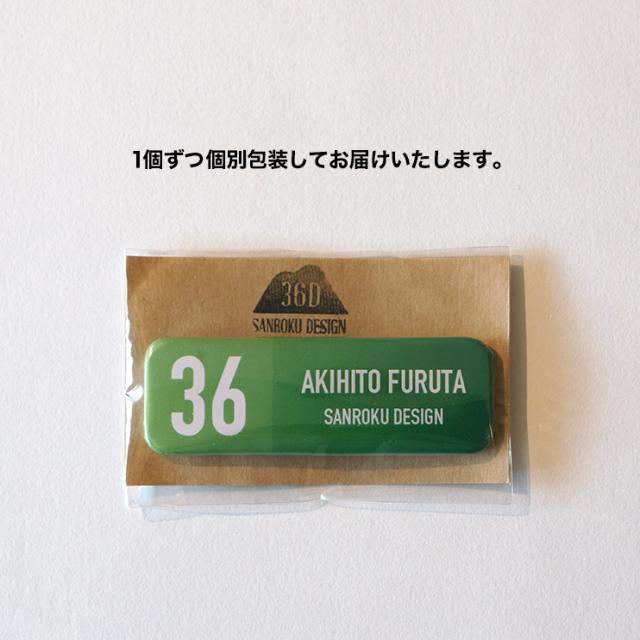 1個ずつ個別包装してお届けいたします。
36D
SANROKU DESIGN
36
AKIHITO FURUTA
SANROKU DESIGN